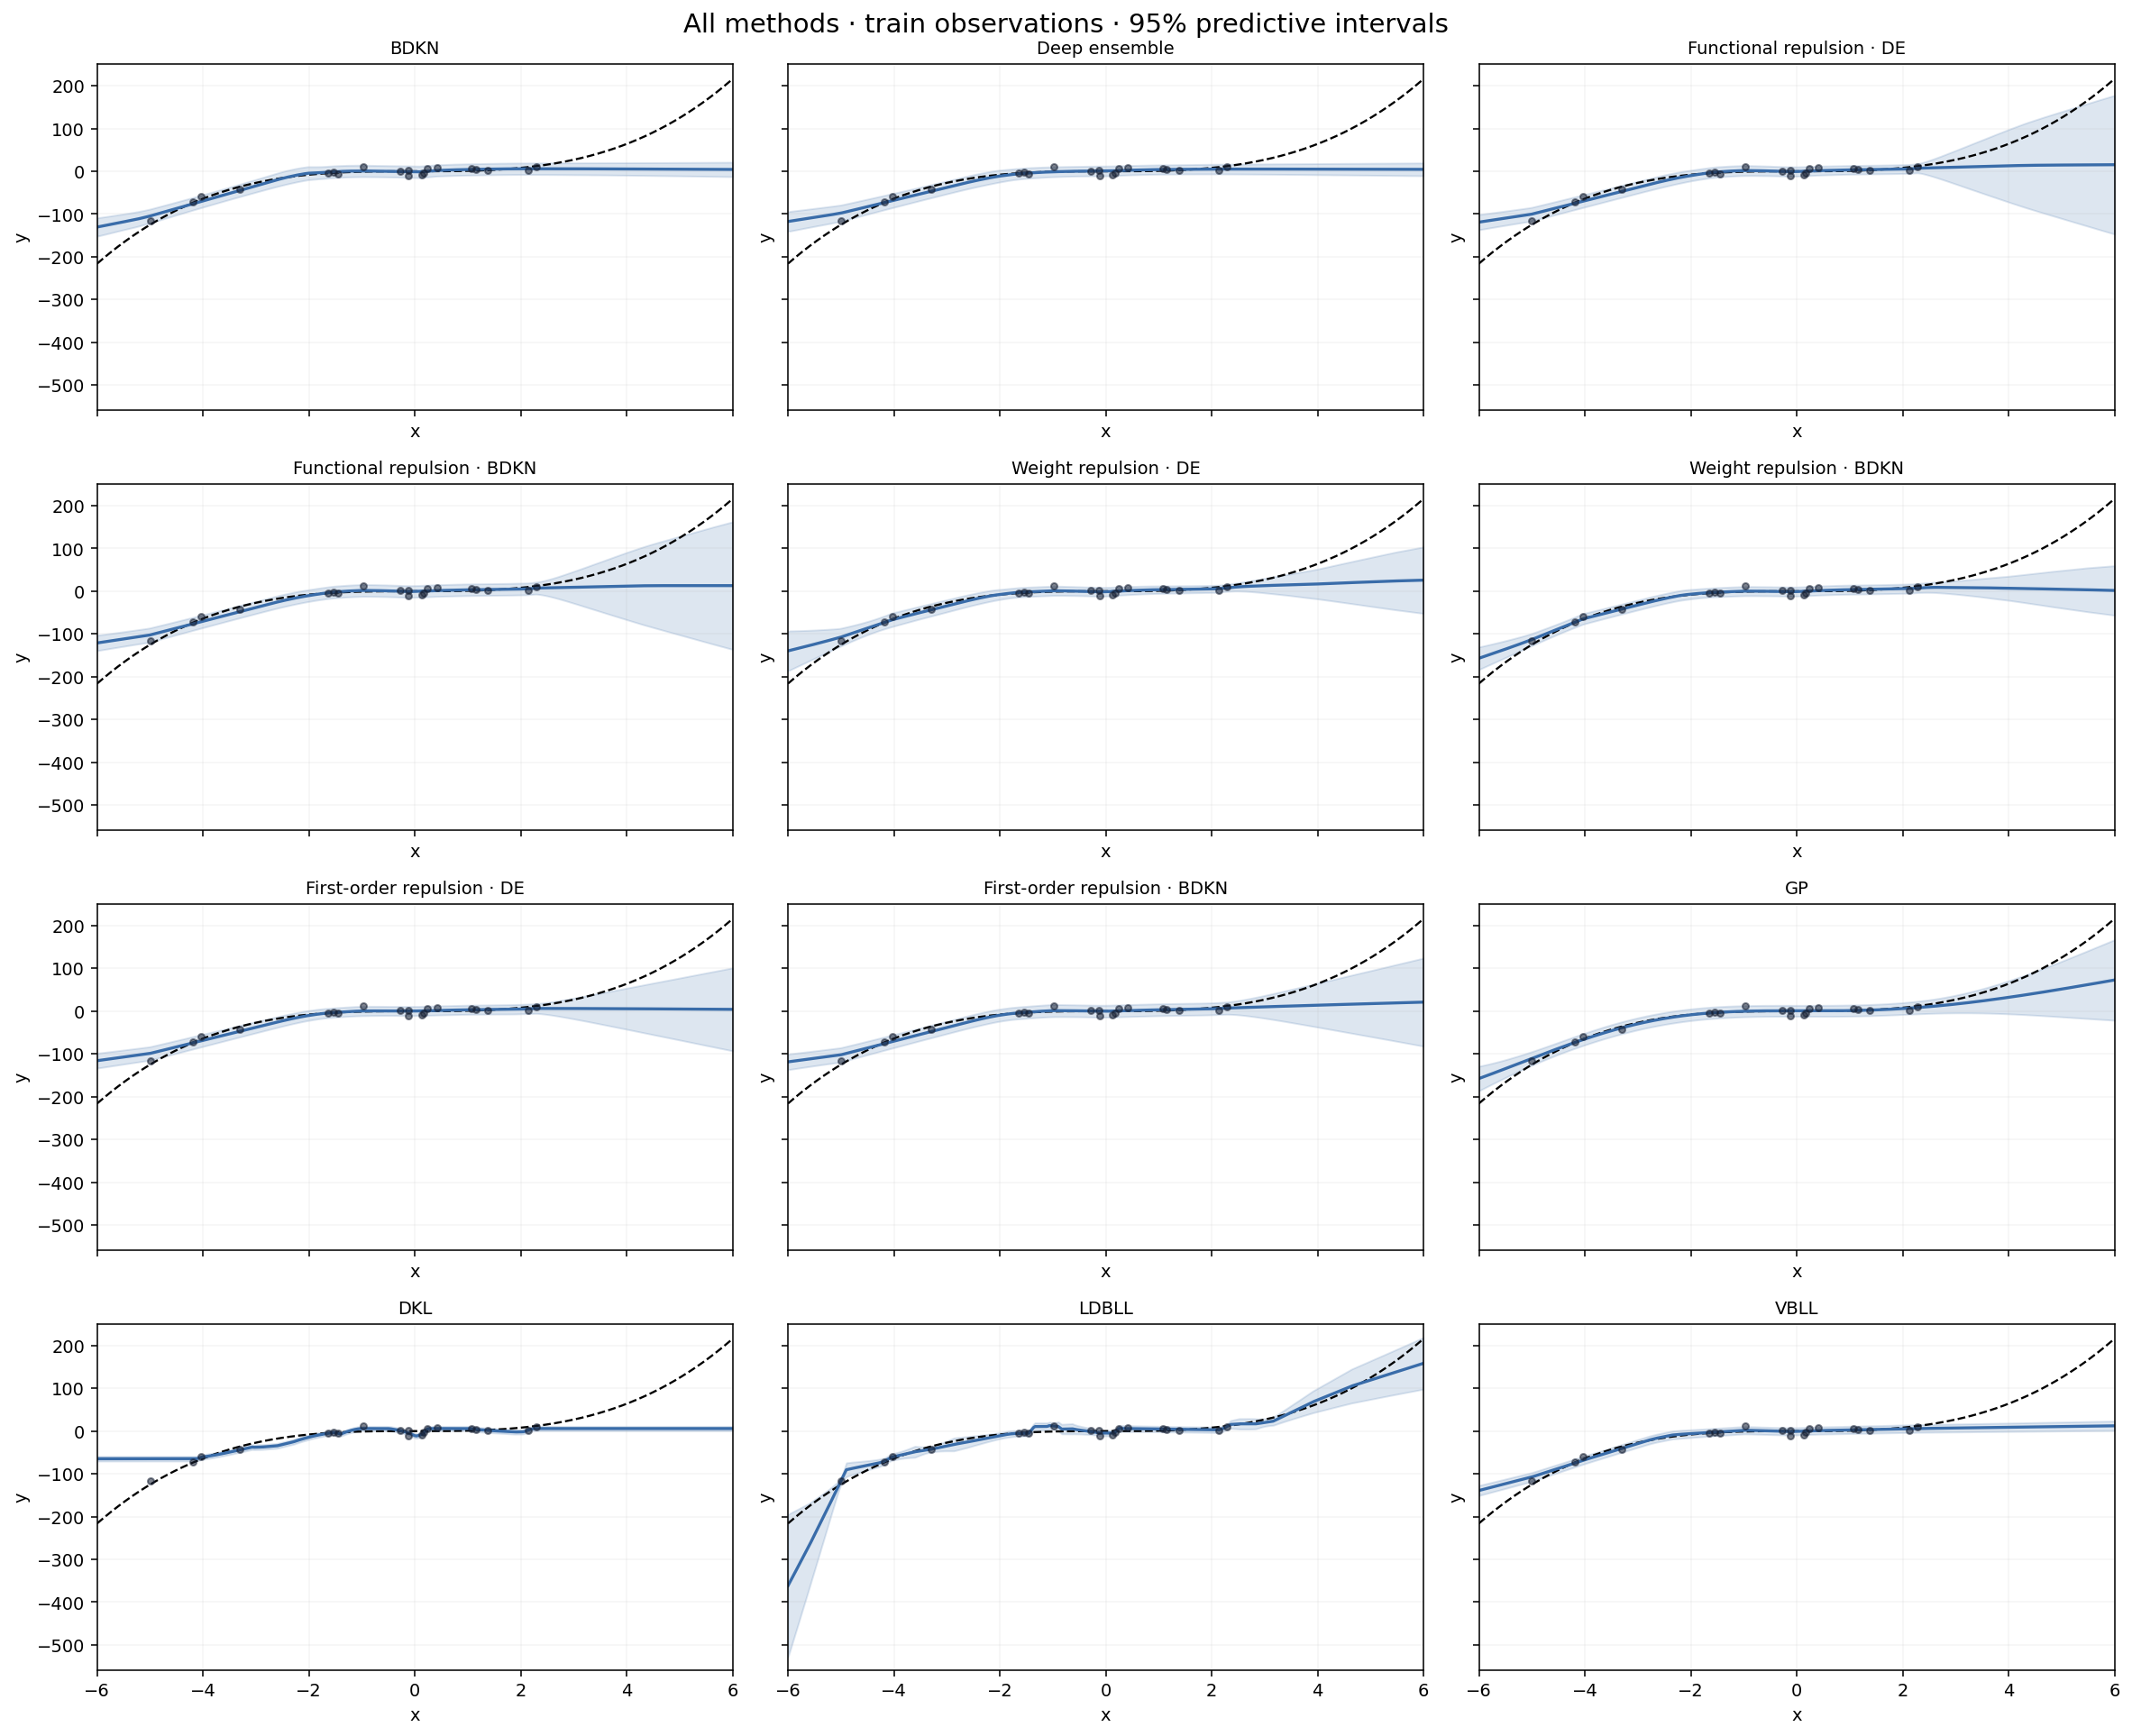 All methods · train observations · 95% predictive intervals
BDKN
Deep ensemble
Functional repulsion · DE
200
100
0
−100
−200
−300
−400
−500
y
y
y
x
x
x
Functional repulsion · BDKN
Weight repulsion · DE
Weight repulsion · BDKN
200
100
0
−100
−200
−300
−400
−500
y
y
y
x
x
x
First-order repulsion · DE
First-order repulsion · BDKN
GP
200
100
0
−100
−200
−300
−400
−500
y
y
y
x
x
x
DKL
LDBLL
VBLL
200
100
0
−100
−200
−300
−400
−500
y
y
y
−6 −4 −2 0 2 4 6
−6 −4 −2 0 2 4 6
−6 −4 −2 0 2 4 6
x
x
x